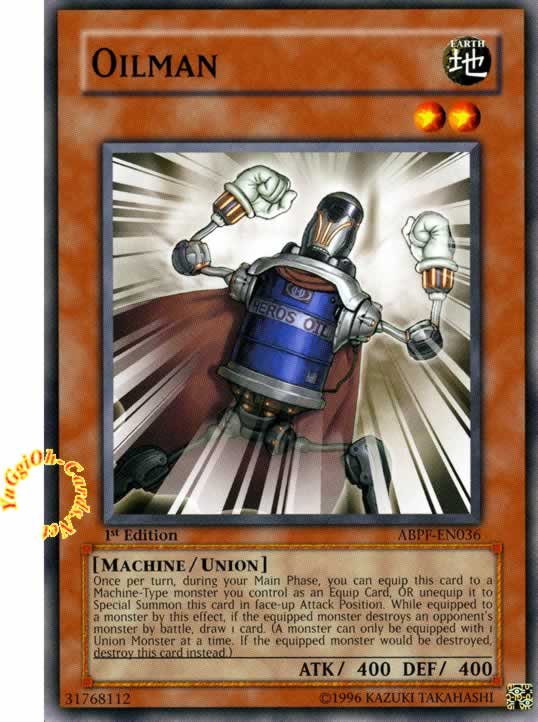 OILMAN
EARTH
地
HEROS OIL
YuGgiOh-Cards.Net
1st Edition
ABPF-EN036
[MACHINE / UNION]
Once per turn, during your Main Phase, you can equip this card to a
Machine-Type monster you control as an Equip Card, OR unequip it to
Special Summon this card in face-up Attack Position. While equipped
to a monster by this effect, if the equipped monster destroys an opponent's
monster by battle, draw 1 card. (A monster can only be equipped with 1
Union Monster at a time. If the equipped monster would be destroyed,
destroy this card instead.)
ATK/ 400 DEF/ 400
31768112
©1996 KAZUKI TAKAHASHI